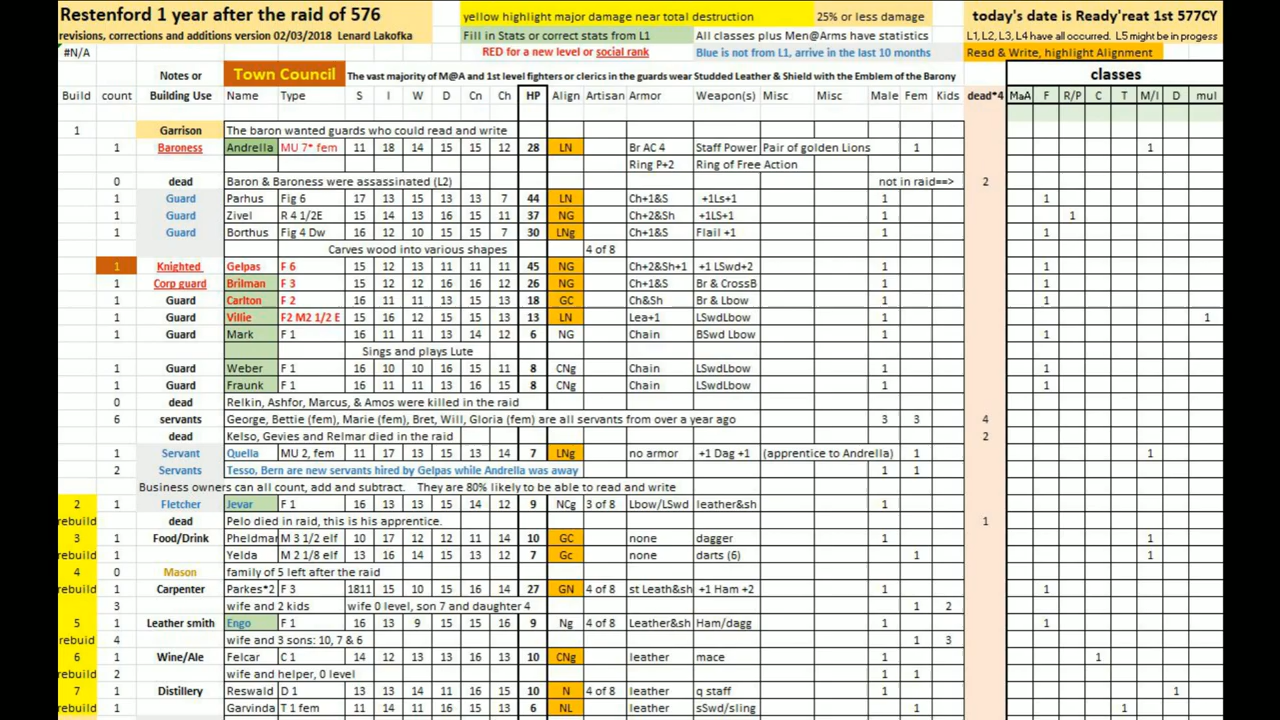 Restenford 1 year after the raid of 576 yellow highlight major damage near total destruction 25% or less damage today's date is Ready'reat 1st 577CY
revisions, corrections and additions version 02/03/2018 Lenard Lakofka Fill in Stats or correct stats from L1 All classes plus Men@Arms have statistics L1, L2, L3, L4 have all occurred. L5 might be in progess
#N/A RED for a new level or social rank Blue is not from L1, arrive in the last 10 months Read & Write, highlight Alignment
Notes or Town Council The vast majority of M@A and 1st level fighters or clerics in the guards wear Studded Leather & Shield with the Emblem of the Barony classes
Build count Building Use Name Type S I W D Cn Ch HP Align Artisan Armor Weapon(s) Misc Misc Male Fem Kids dead*4 MaA F R/P C T M/I D mul
1 Garrison The baron wanted guards who could read and write
1 Baroness Andrella MU 7* fem 11 18 14 15 15 12 28 LN Br AC 4 Staff Power Pair of golden Lions 1 1
Ring P+2 Ring of Free Action
0 dead Baron & Baroness were assassinated (L2) not in raid==> 2
1 Guard Parhus Fig 6 17 13 15 13 13 7 44 LN Ch+1&S +1Ls+1 1 1
1 Guard Zivel R 4 1/2E 15 14 13 16 15 11 37 NG Ch+2&Sh +1LS+1 1 1
1 Guard Borthus Fig 4 Dw 16 12 10 15 15 7 30 LNg Ch+1&S Flail +1 1 1
Carves wood into various shapes 4 of 8
1 Knighted Gelpas F 6 15 12 13 11 11 11 45 NG Ch+2&Sh+1 +1 LSwd+2 1 1
1 Corp guard Brilman F 3 15 12 12 16 16 12 26 NG Ch+1&S Br & CrossB 1 1
1 Guard Carlton F 2 16 11 11 15 15 13 18 GC Ch&Sh Br & Lbow 1 1
1 Guard Villie F2 M2 1/2 E 15 16 12 15 15 13 13 LN Lea+1 LSwdLbow 1 1
1 Guard Mark F 1 16 11 11 13 14 12 6 NG Chain BSwd Lbow 1 1
Sings and plays Lute
1 Guard Weber F 1 16 10 10 16 15 11 8 CNg Chain LSwdLbow 1 1
1 Guard Fraunk F 1 16 11 11 13 16 15 8 CNg Chain LSwdLbow 1 1
0 dead Relkin, Ashfor, Marcus, & Amos were killed in the raid
6 servants George, Bettie (fem), Marie (fem), Bret, Will, Gloria (fem) are all servants from over a year ago 3 3 4
dead Kelso, Gevies and Relmar died in the raid 2
1 Servant Quella MU 2, fem 11 17 13 15 13 14 7 LNg no armor +1 Dag +1 (apprentice to Andrella) 1 1
2 Servants Tesso, Bern are new servants hired by Gelpas while Andrella was away 1 1
Business owners can all count, add and subtract. They are 80% likely to be able to read and write
2 1 Fletcher Jevar F 1 16 13 13 15 14 12 9 NCg 3 of 8 Lbow/LSwd leather&sh 1
rebuild dead Pelo died in raid, this is his apprentice. 1
3 1 Food/Drink Pheldmar M 3 1/2 elf 10 17 12 12 11 14 10 GC none dagger 1 1
rebuild 1 Yelda M 2 1/8 elf 13 16 14 15 13 12 7 Gc none darts (6) 1 1
4 0 Mason family of 5 left after the raid
rebuild 1 Carpenter Parkes*2 F 3 1811 15 10 15 16 14 27 GN 4 of 8 st Leath&sh +1 Ham +2 1 1
3 wife and 2 kids wife 0 level, son 7 and daughter 4 1 2
5 1 Leather smith Engo F 1 16 13 9 15 15 16 9 Ng 4 of 8 Leather&sh Ham/dagg 1 1
rebuid 4 wife and 3 sons: 10, 7 & 6 1 3
6 1 Wine/Ale Felcar C 1 14 12 13 13 16 13 10 CNg leather mace 1 1
rebuild 2 wife and helper, 0 level 1 1
7 1 Distillery Reswald D 1 13 13 14 11 16 15 10 N 4 of 8 leather q staff 1 1
rebuild 1 Garvinda T 1 fem 11 14 11 16 15 13 6 NL leather sSwd/sling 1 1